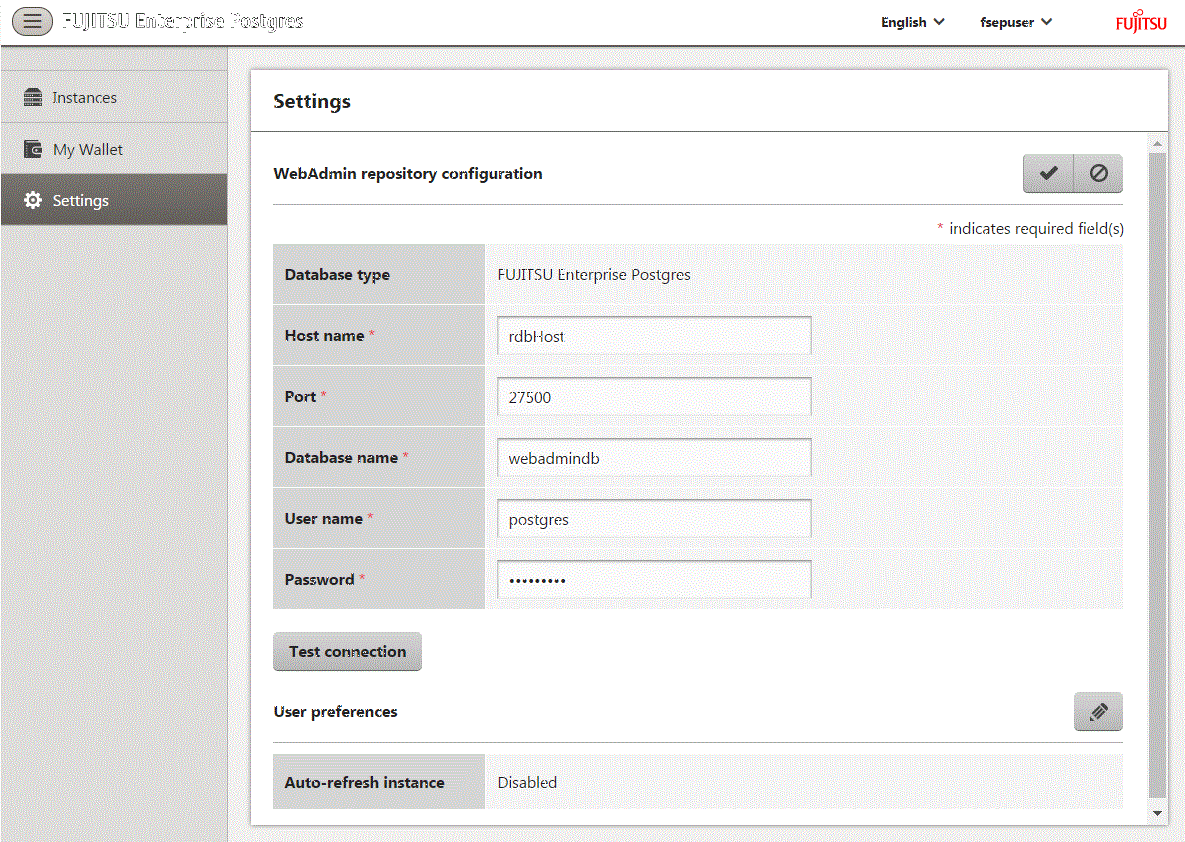 FUJITSU Enterprise Postgres
English
fsepuser
FUJITSU
Instances
My Wallet
Settings
Settings
WebAdmin repository configuration
* indicates required field(s)
Database type
FUJITSU Enterprise Postgres
Host name *
rdbHost
Port *
27500
Database name *
webadmindb
User name *
postgres
Password *
•••••••••
Test connection
User preferences
Auto-refresh instance
Disabled